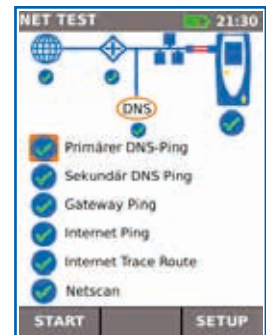 NET TEST 21:30
DNS
Primärer DNS-Ping
Sekundär DNS Ping
Gateway Ping
Internet Ping
Internet Trace Route
Netscan
START SETUP